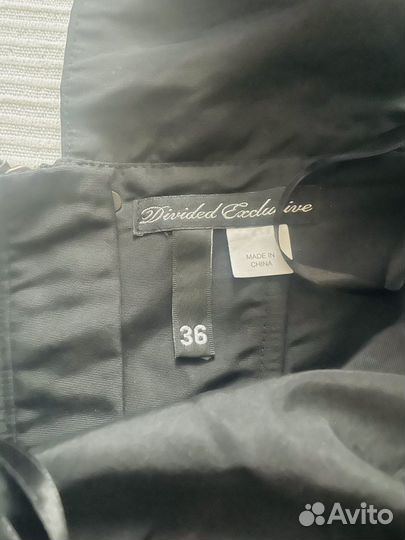 Divided Exclusive
MADE IN
CHINA
36
Avito